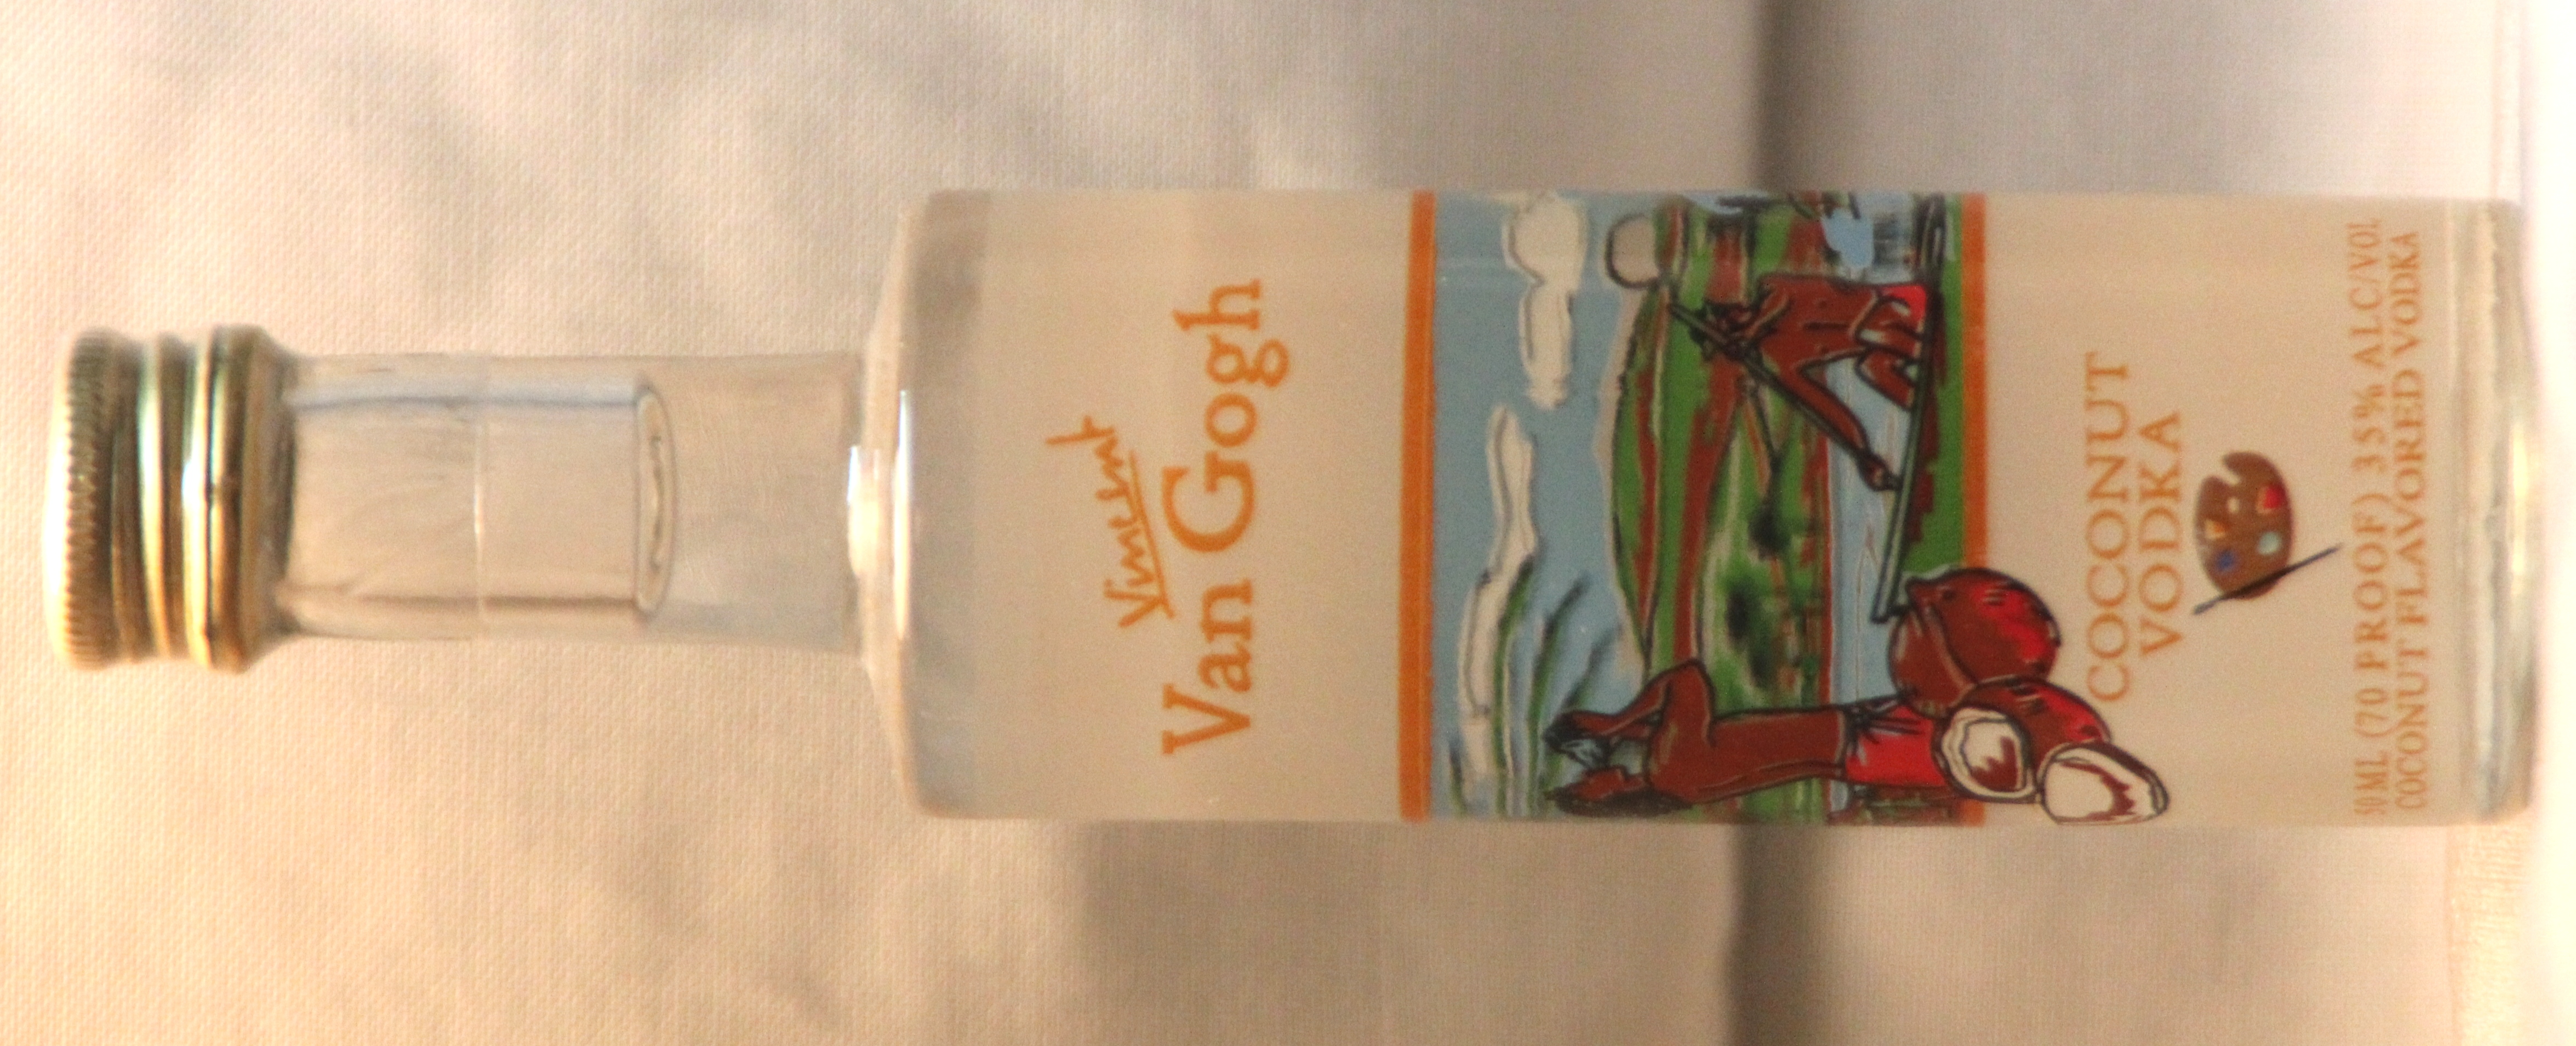 Vincent
Van Gogh
COCONUT
VODKA
50ML (70 PROOF) 35% ALC/VOL
COCONUT FLAVORED VODKA